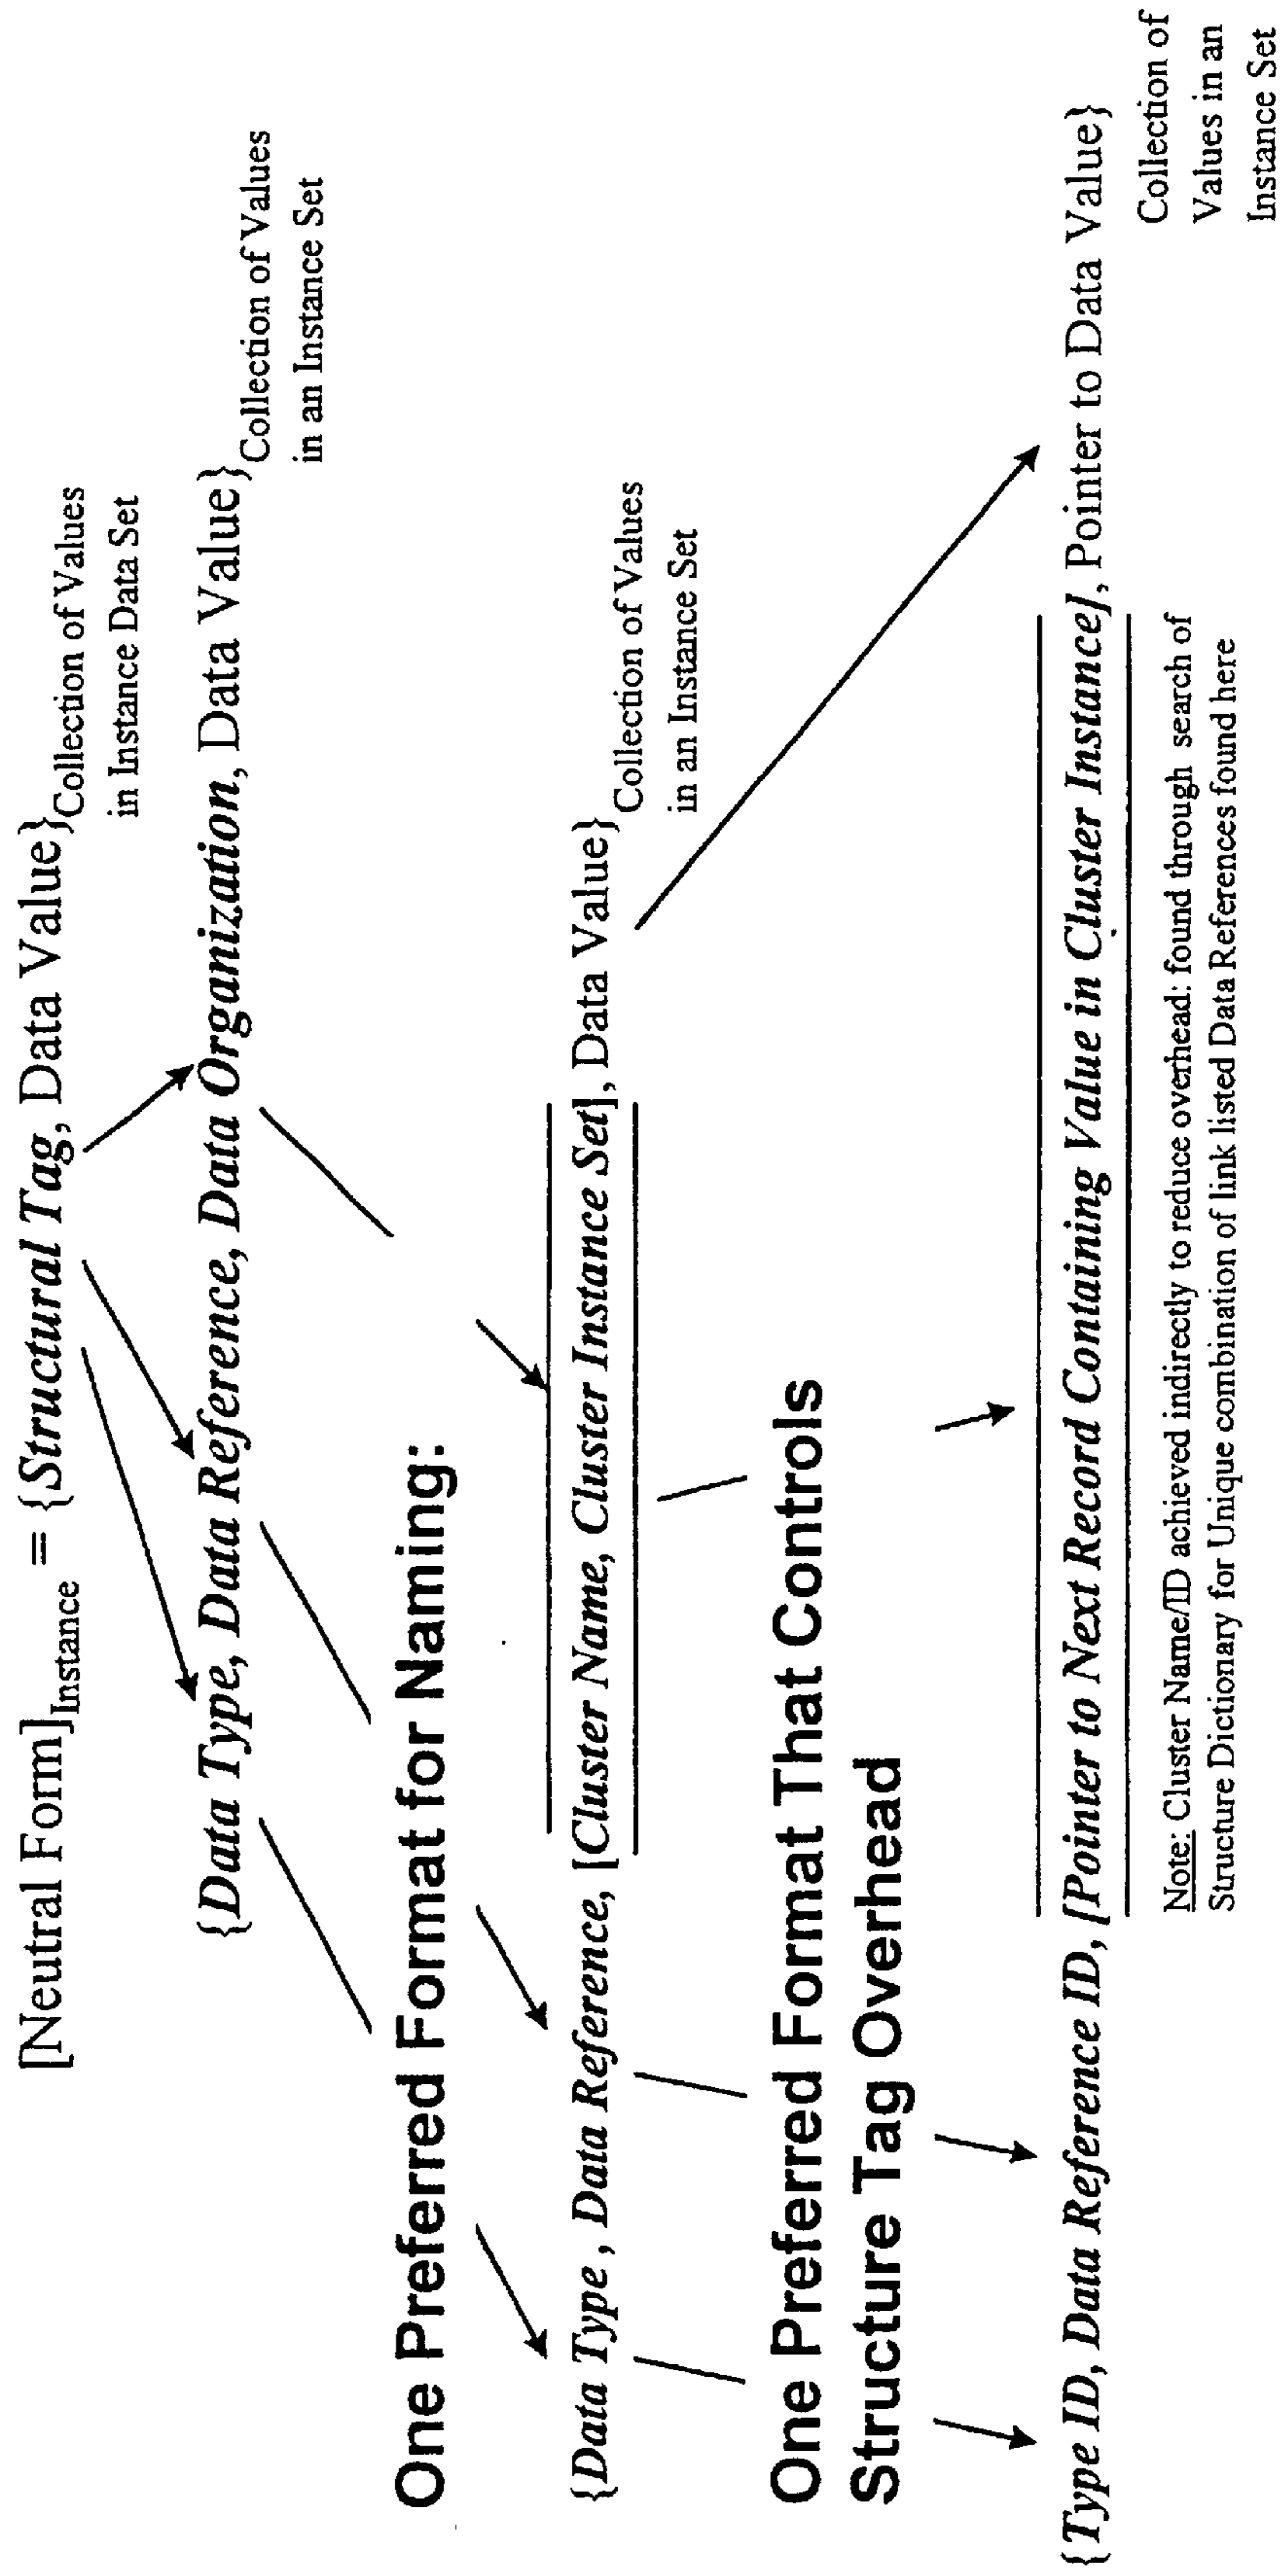 [Neutral Form]Instance = {Structural Tag, Data Value}Collection of Values
in Instance Data Set
{Data Type, Data Reference, Data Organization, Data Value}Collection of Values
in an Instance Set
One Preferred Format for Naming:
{Data Type , Data Reference, [Cluster Name, Cluster Instance Set], Data Value}Collection of Values
in an Instance Set
One Preferred Format That Controls
Structure Tag Overhead
{Type ID, Data Reference ID, [Pointer to Next Record Containing Value in Cluster Instance], Pointer to Data Value}
Collection of
Values in an
Instance Set
Note: Cluster Name/ID achieved indirectly to reduce overhead: found through search of
Structure Dictionary for Unique combination of link listed Data References found here